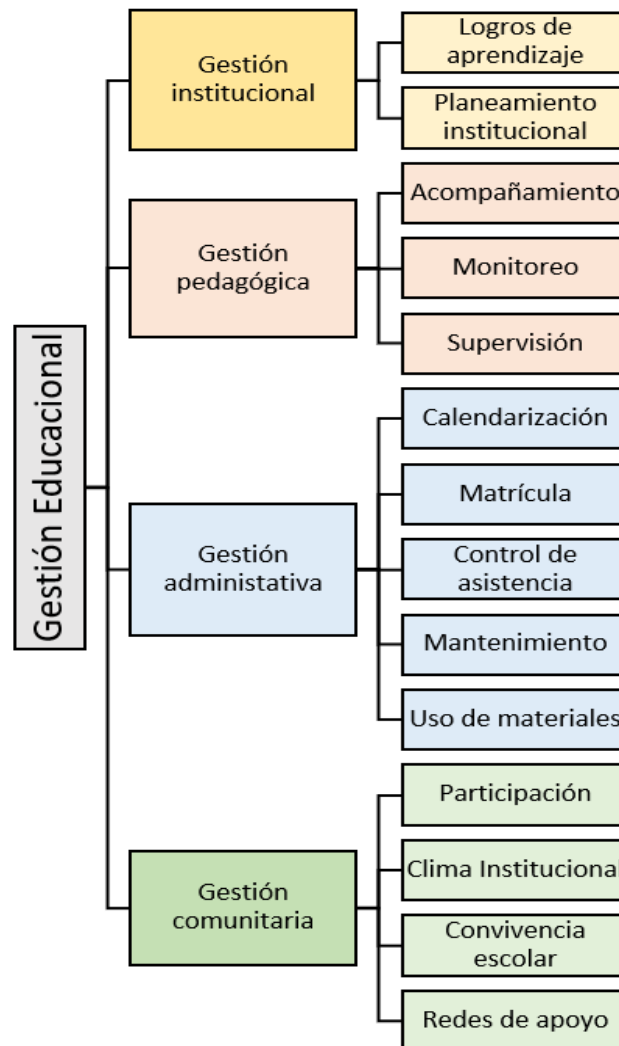 Gestión Educacional
Gestión
institucional
Logros de
aprendizaje
Planeamiento
institucional
Gestión
pedagógica
Acompañamiento
Monitoreo
Supervisión
Gestión
administativa
Calendarización
Matrícula
Control de
asistencia
Mantenimiento
Uso de materiales
Gestión
comunitaria
Participación
Clima Institucional
Convivencia
escolar
Redes de apoyo